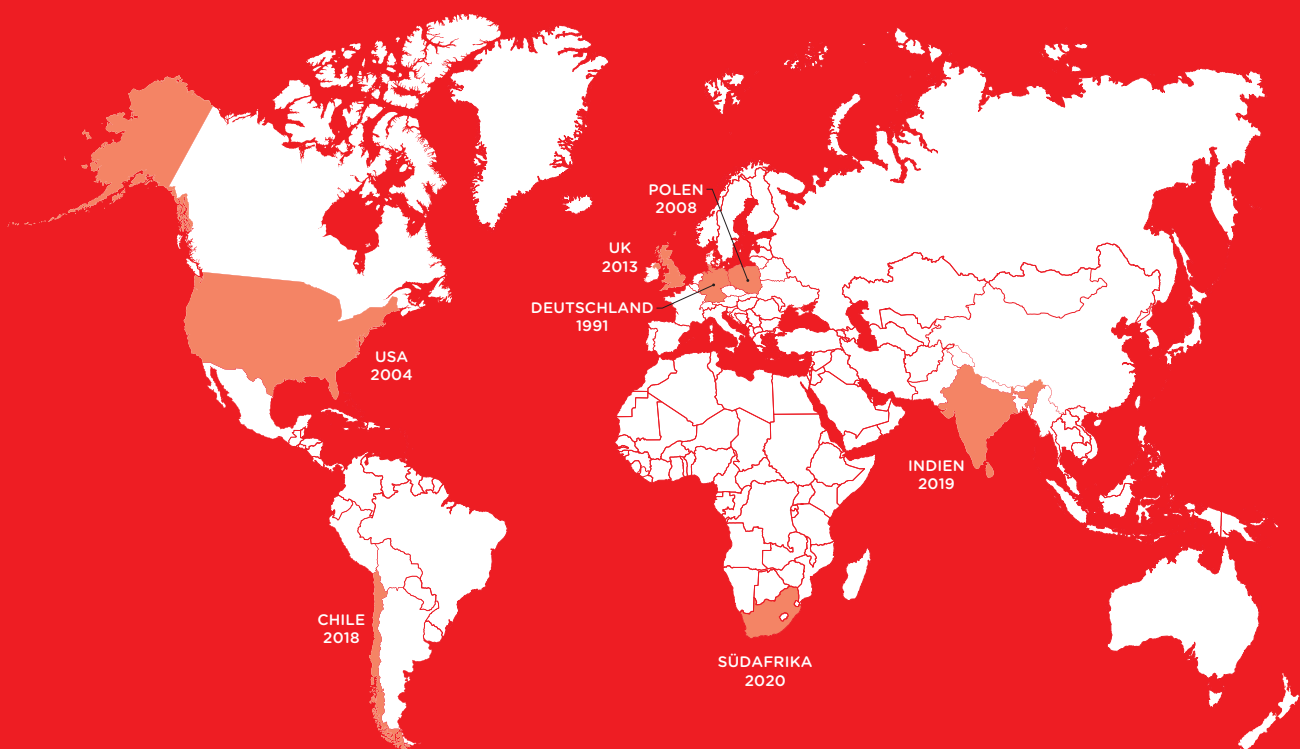 POLEN
2008
UK
2013
DEUTSCHLAND
1991
USA
2004
INDIEN
2019
CHILE
2018
SÜDAFRIKA
2020